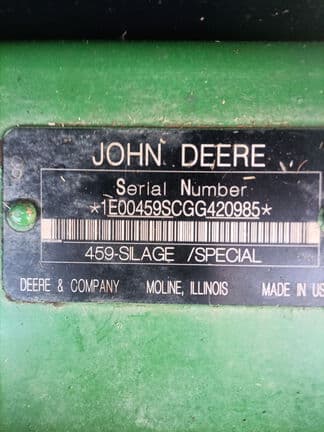 JOHN DEERE
Serial Number
*1E00459SCGG420985*
459-SILAGE /SPECIAL
DEERE & COMPANY MOLINE, ILLINOIS MADE IN US